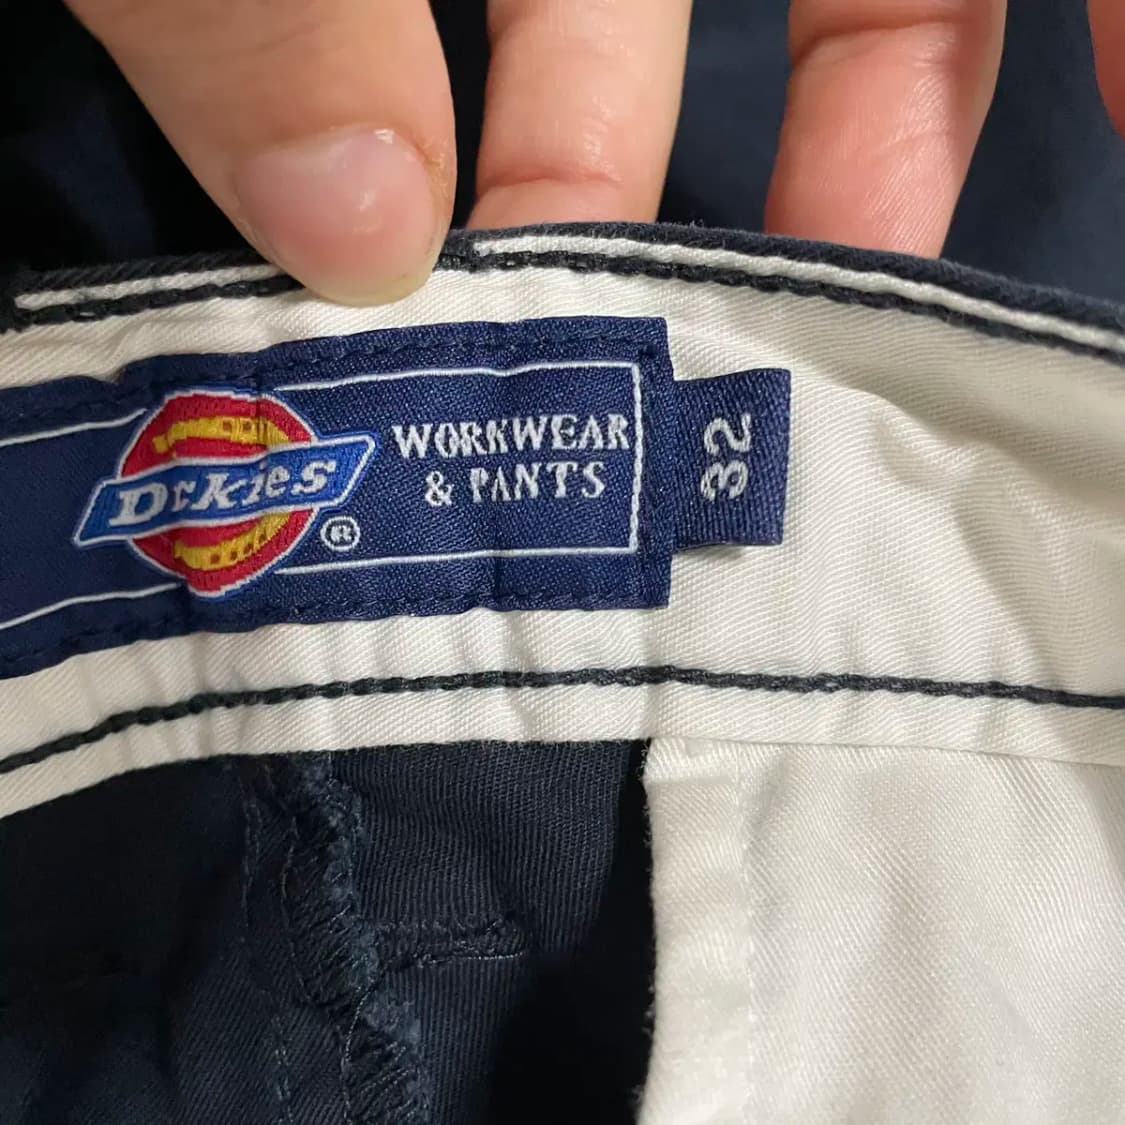 Dickies
®
WORKWEAR
& PANTS
32